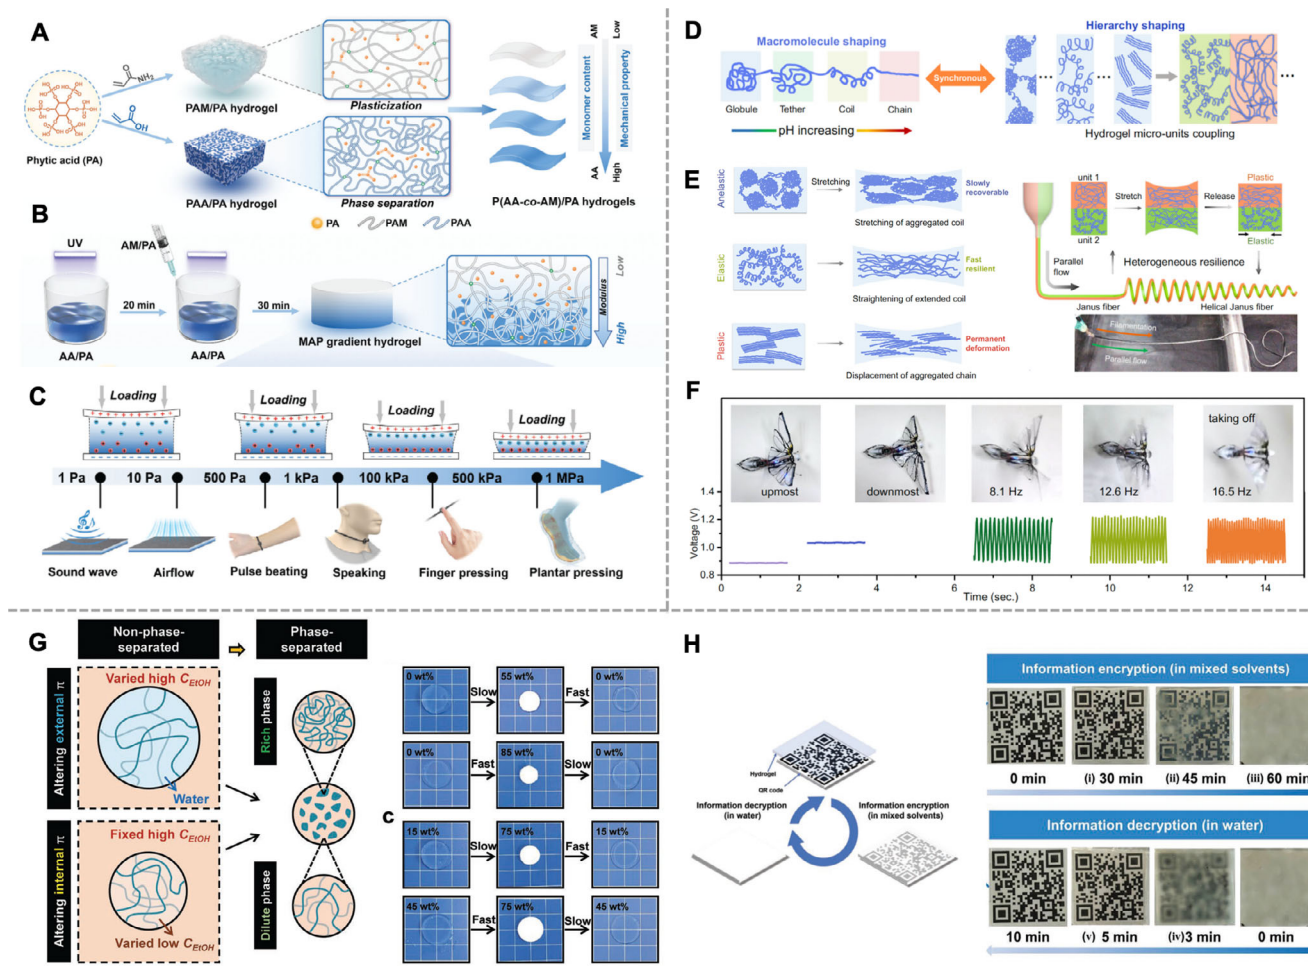 A
PAM/PA hydrogel
Plasticization
Phytic acid (PA)
PAA/PA hydrogel
Phase separation
AM
Low
Monomer content
Mechanical property
AA
High
P(AA-co-AM)/PA hydrogels
PA
PAM
PAA
B
UV
AM/PA
20 min
30 min
AA/PA
AA/PA
MAP gradient hydrogel
Low
Modulus
High
C
Loading
Loading
Loading
Loading
1 Pa
10 Pa
500 Pa
1 kPa
100 kPa
500 kPa
1 MPa
Sound wave
Airflow
Pulse beating
Speaking
Finger pressing
Plantar pressing
D
Macromolecule shaping
Globule
Tether
Coil
Chain
pH increasing
Synchronous
Hierarchy shaping
Hydrogel micro-units coupling
E
Anelastic
Stretching
Slowly
recoverable
Stretching of aggregated coil
Elastic
Fast
resilient
Straightening of extended coil
Plastic
Permanent
deformation
Displacement of aggregated chain
unit 1
unit 2
Stretch
Release
Plastic
Elastic
Parallel
flow
Heterogeneous resilience
Janus fiber
Helical Janus fiber
Filamentation
Parallel flow
F
upmost
downmost
8.1 Hz
12.6 Hz
taking off
16.5 Hz
Voltage (V)
1.4
1.2
1.0
0.8
0
2
4
6
8
10
12
14
Time (sec.)
G
Non-phase-
separated
Phase-
separated
Altering external π
Varied high C_EtOH
Water
Altering internal π
Fixed high C_EtOH
Varied low C_EtOH
Rich phase
Dilute phase
0 wt%
Slow
55 wt%
Fast
0 wt%
0 wt%
Fast
85 wt%
Slow
0 wt%
c
15 wt%
Slow
75 wt%
Fast
15 wt%
45 wt%
Fast
75 wt%
Slow
45 wt%
H
Hydrogel
QR code
Information decryption
(in water)
Information encryption
(in mixed solvents)
Information encryption (in mixed solvents)
0 min
(i) 30 min
(ii) 45 min
(iii) 60 min
Information decryption (in water)
10 min
(v) 5 min
(iv) 3 min
0 min